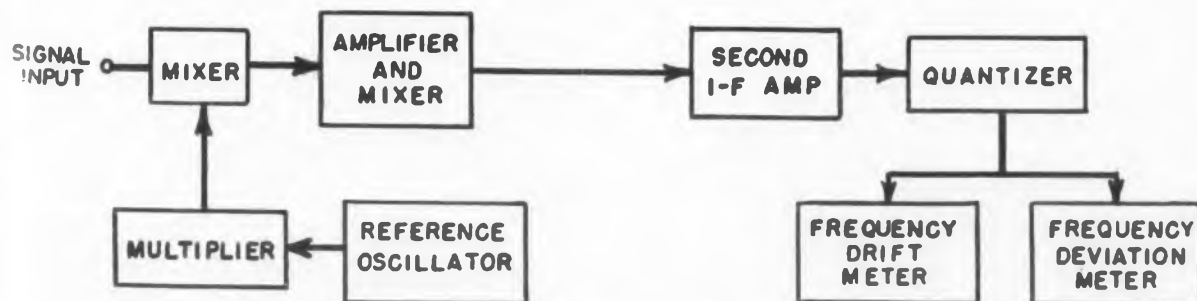 SIGNAL
INPUT
MIXER
AMPLIFIER
AND
MIXER
SECOND
I-F AMP
QUANTIZER
MULTIPLIER
REFERENCE
OSCILLATOR
FREQUENCY
DRIFT
METER
FREQUENCY
DEVIATION
METER